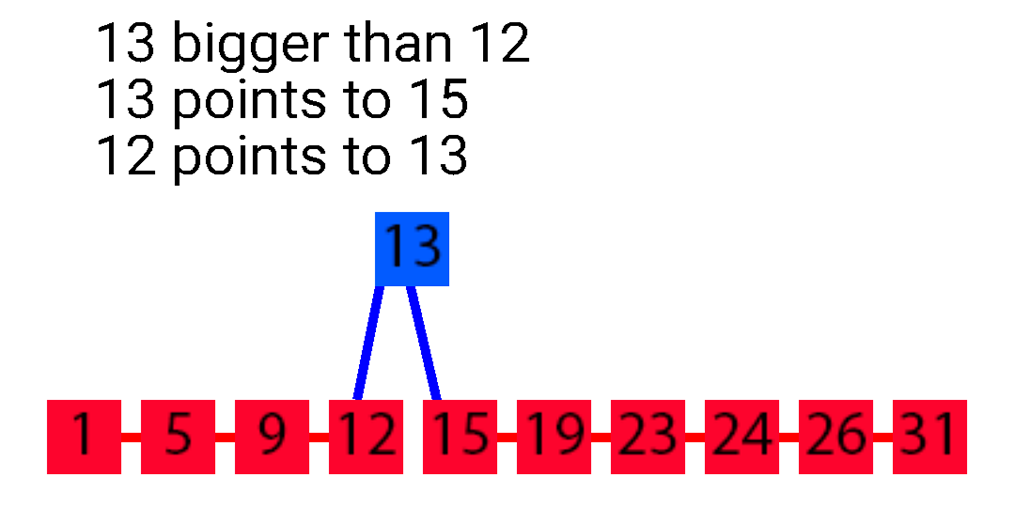 13 bigger than 12
13 points to 15
12 points to 13
13
1 5 9 12 15 19 23 24 26 31